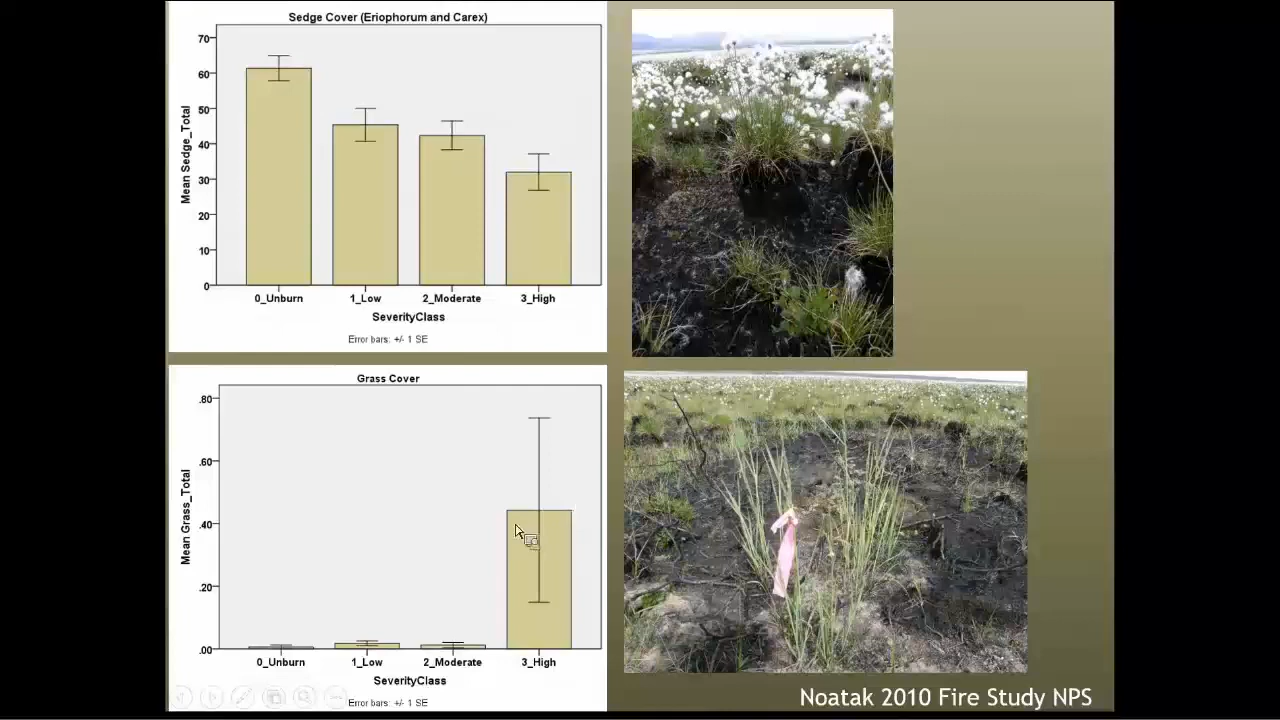 Sedge Cover (Eriophorum and Carex)
Mean Sedge_Total
70
60
50
40
30
20
10
0
0_Unburn 1_Low 2_Moderate 3_High
SeverityClass
Error bars: +/- 1 SE
Grass Cover
Mean Grass_Total
.80
.60
.40
.20
.00
0_Unburn 1_Low 2_Moderate 3_High
SeverityClass
Error bars: +/- 1 SE
Noatak 2010 Fire Study NPS